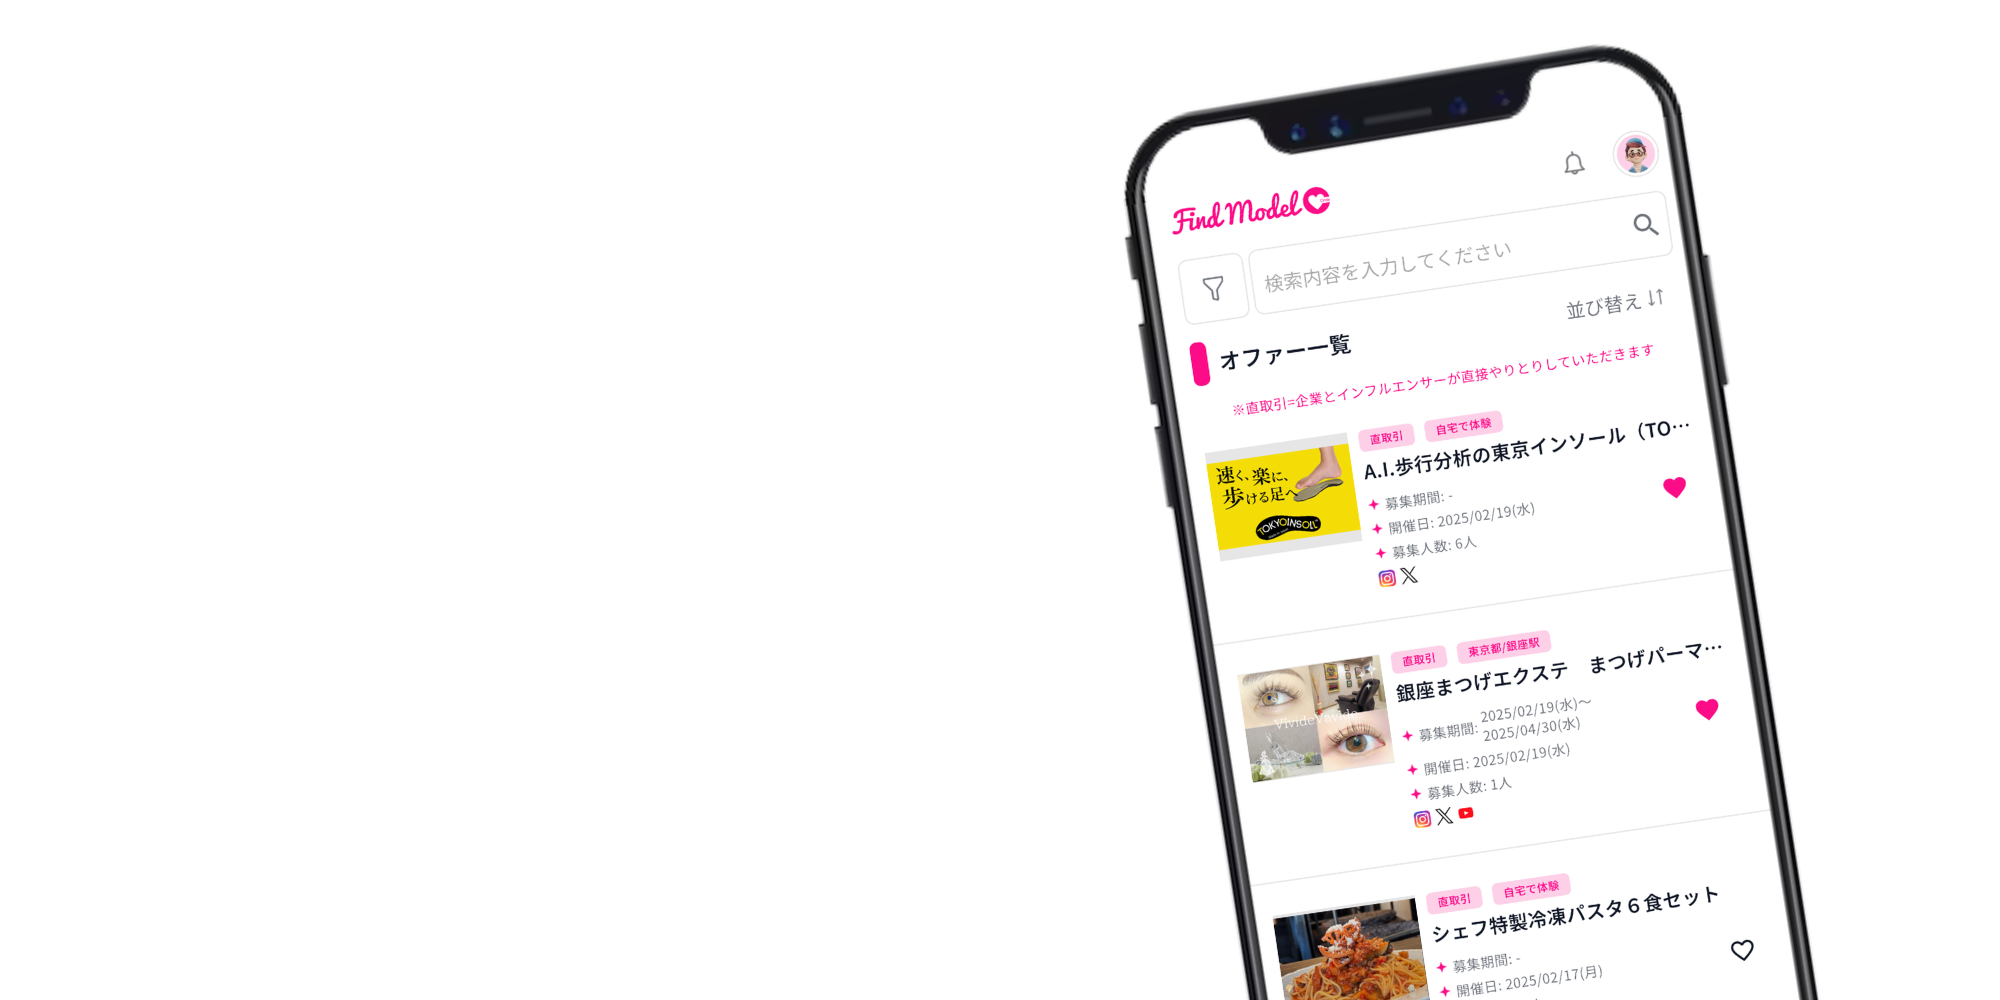 Find Model
検索内容を入力してください
並び替え
オファー一覧
※直取引=企業とインフルエンサーが直接やりとりしていただきます
直取引 自宅で体験
A.I.歩行分析の東京インソール（TO…
速く、楽に、
歩ける足へ
TOKYOINSOLE
募集期間: -
開催日: 2025/02/19(水)
募集人数: 6人
直取引 東京都/銀座駅
銀座まつげエクステ　まつげパーマ…
VivideVaVide
募集期間: 2025/02/19(水)〜
2025/04/30(水)
開催日: 2025/02/19(水)
募集人数: 1人
直取引 自宅で体験
シェフ特製冷凍パスタ６食セット
募集期間: -
開催日: 2025/02/17(月)